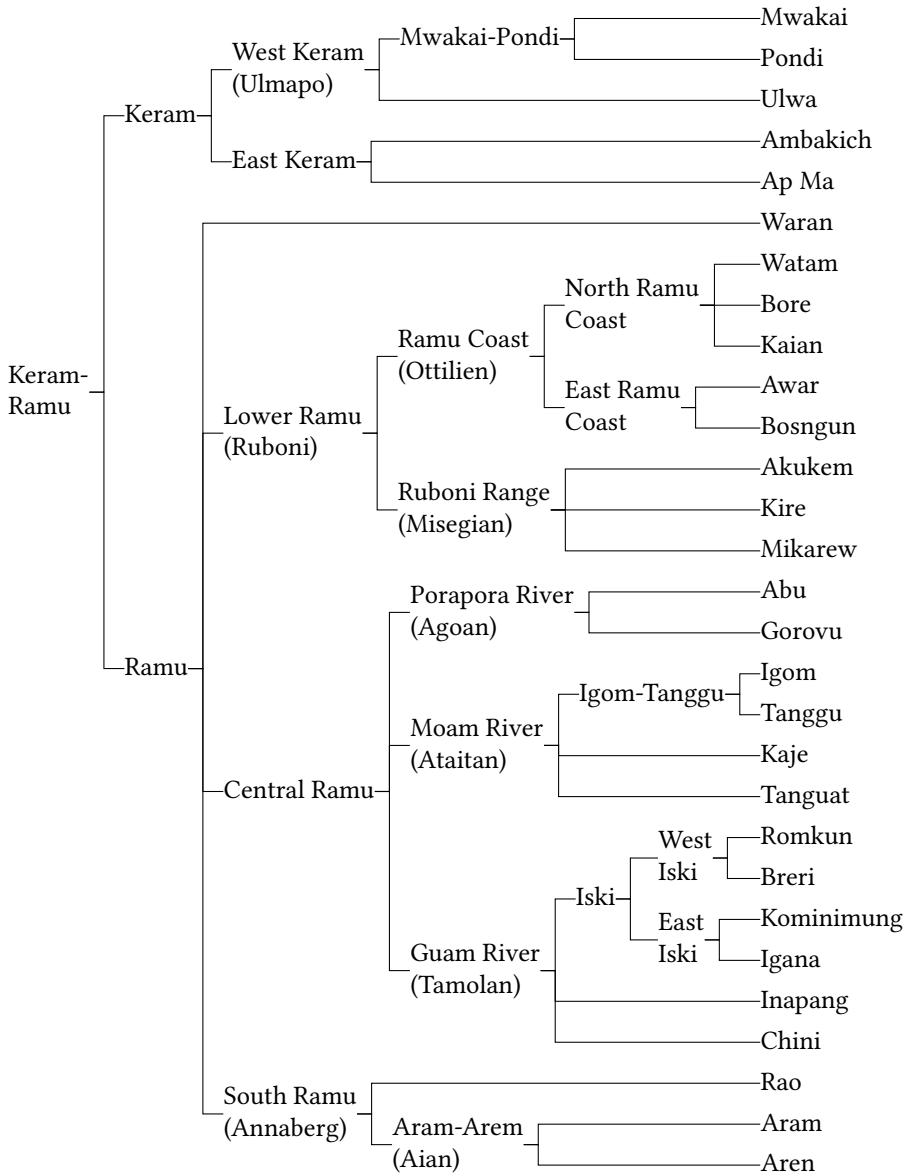 Mwakai
West Keram
(Ulmapo)
Mwakai-Pondi
Pondi
Ulwa
Keram
Ambakich
East Keram
Ap Ma
Waran
Watam
North Ramu
Coast
Bore
Ramu Coast
(Ottilien)
Kaian
Keram-
Ramu
Awar
East Ramu
Coast
Lower Ramu
(Ruboni)
Bosngun
Akukem
Ruboni Range
(Misegian)
Kire
Mikarew
Abu
Porapora River
(Agoan)
Gorovu
Ramu
Igom
Igom-Tanggu
Tanggu
Moam River
(Ataitan)
Kaje
Central Ramu
Tanguat
Romkun
West
Iski
Breri
Iski
Kominimung
East
Iski
Guam River
(Tamolan)
Igana
Inapang
Chini
Rao
South Ramu
(Annaberg)
Aram
Aram-Arem
(Aian)
Aren